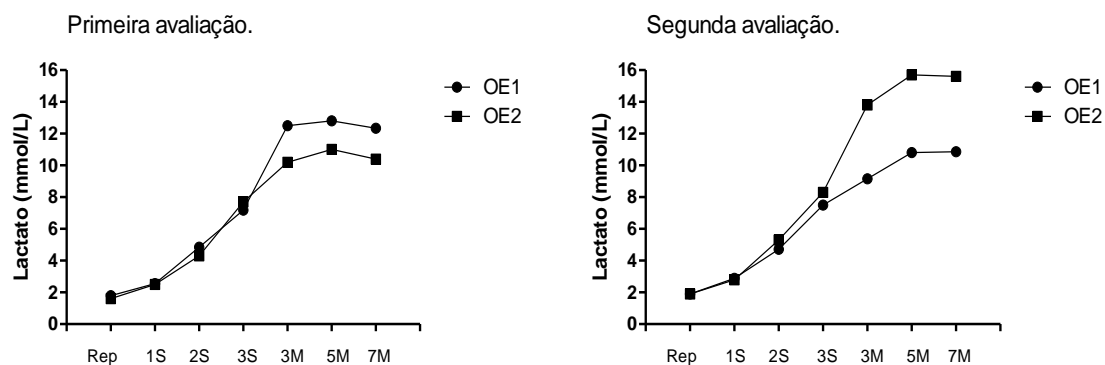 Primeira avaliação.
Lactato (mmol/L)
16
14
12
10
8
6
4
2
0
Rep 1S 2S 3S 3M 5M 7M
OE1
OE2
Segunda avaliação.
Lactato (mmol/L)
16
14
12
10
8
6
4
2
0
Rep 1S 2S 3S 3M 5M 7M
OE1
OE2